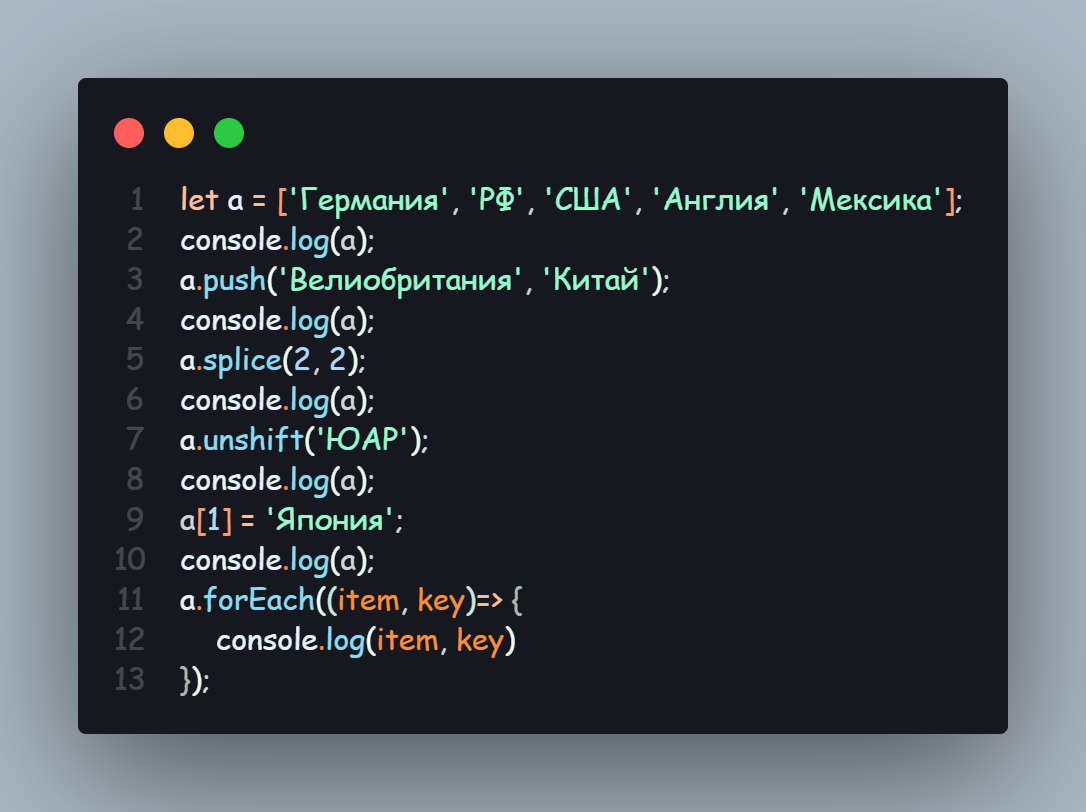 1 let a = ['Германия', 'РФ', 'США', 'Англия', 'Мексика'];
2 console.log(a);
3 a.push('Велиобритания', 'Китай');
4 console.log(a);
5 a.splice(2, 2);
6 console.log(a);
7 a.unshift('ЮАР');
8 console.log(a);
9 a[1] = 'Япония';
10 console.log(a);
11 a.forEach((item, key)=> {
12     console.log(item, key)
13 });